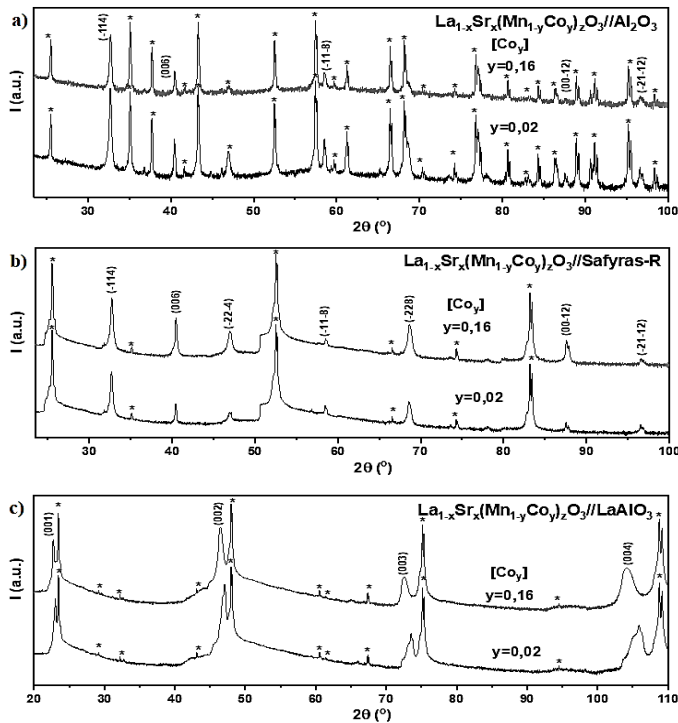 a)
La1-xSrx(Mn1-yCoy)zO3//Al2O3
[Coy]
y=0,16
y=0,02
(-114)
(006)
(-11-8)
(00-12)
(-21-12)
* * * * * * * * * * * * * * * * * * * * * *
I (a.u.)
30 40 50 60 70 80 90 100
2θ (°)
b)
La1-xSrx(Mn1-yCoy)zO3//Safyras-R
[Coy]
y=0,16
y=0,02
(-114)
(006)
(-22-4)
(-11-8)
(-228)
(00-12)
(-21-12)
I (a.u.)
30 40 50 60 70 80 90 100
2θ (°)
c)
La1-xSrx(Mn1-yCoy)zO3//LaAlO3
[Coy]
y=0,16
y=0,02
(001)
(002)
(003)
(004)
I (a.u.)
20 30 40 50 60 70 80 90 100 110
2θ (°)